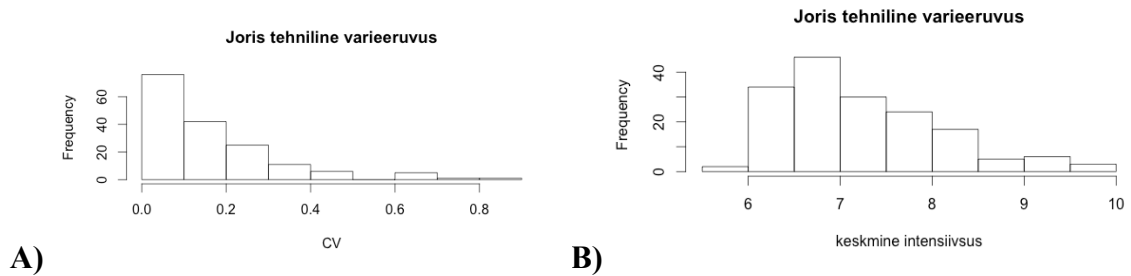 Joris tehniline varieeruvus
Frequency
0 20 40 60
0.0 0.2 0.4 0.6 0.8
CV
A)
Joris tehniline varieeruvus
Frequency
0 20 40
6 7 8 9 10
keskmine intensiivsus
B)